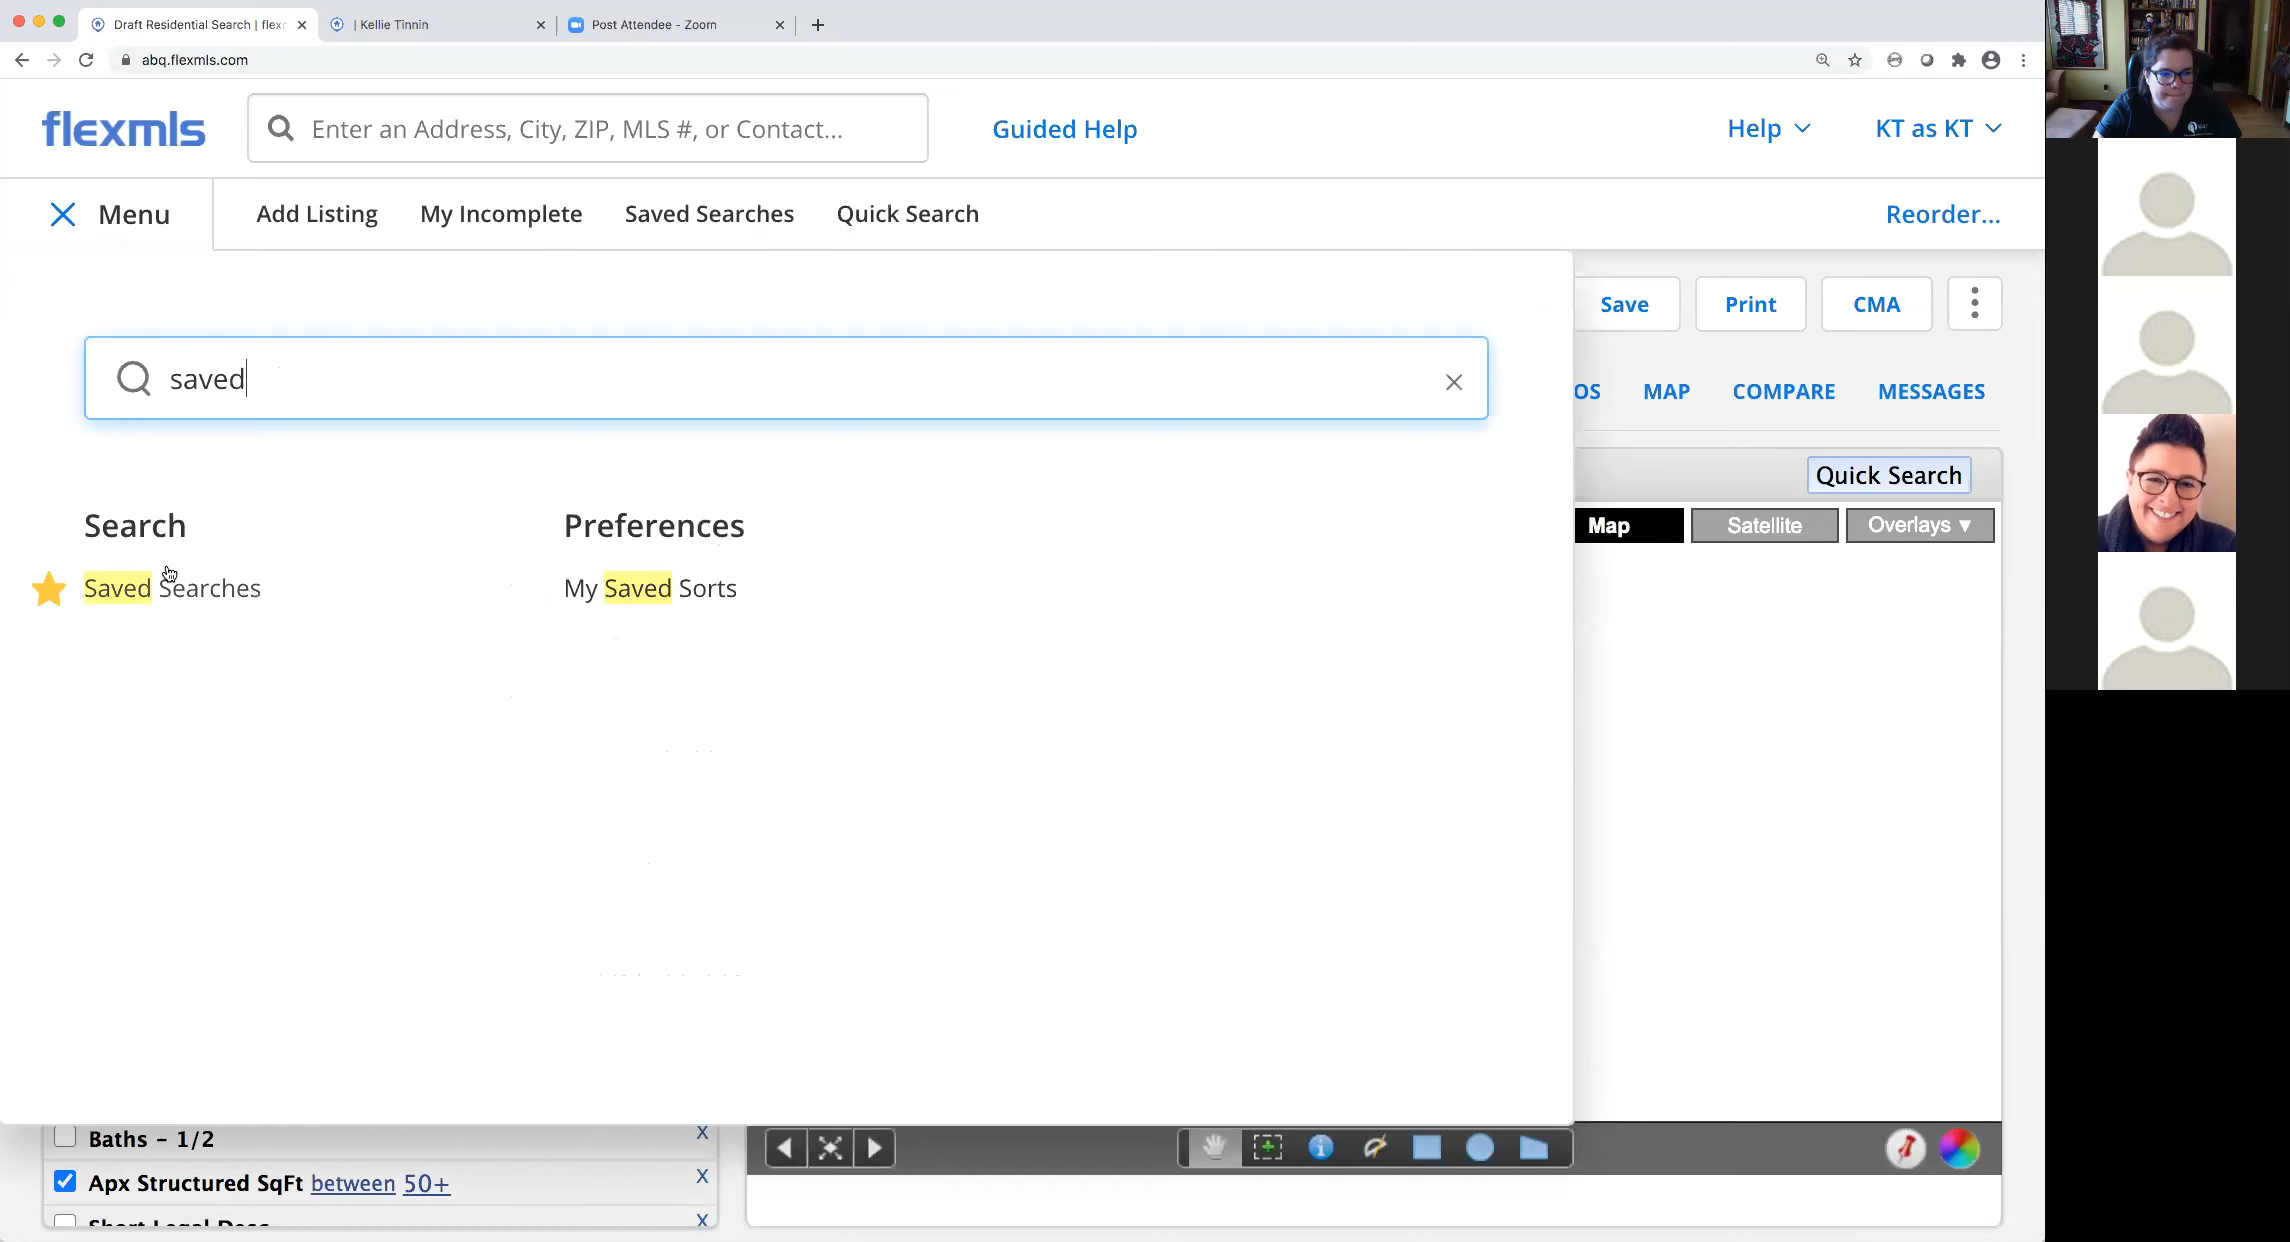 Draft Residential Search | flex
| Kellie Tinnin
Post Attendee - Zoom
abq.flexmls.com
flexmls
Enter an Address, City, ZIP, MLS #, or Contact...
Guided Help
Help
KT as KT
Menu
Add Listing
My Incomplete
Saved Searches
Quick Search
Reorder...
Save
Print
CMA
saved
OS
MAP
COMPARE
MESSAGES
Quick Search
Map
Satellite
Overlays ▼
Search
Preferences
Saved Searches
My Saved Sorts
Baths - 1/2
X
Apx Structured SqFt between 50+
X
Short Legal Desc
X